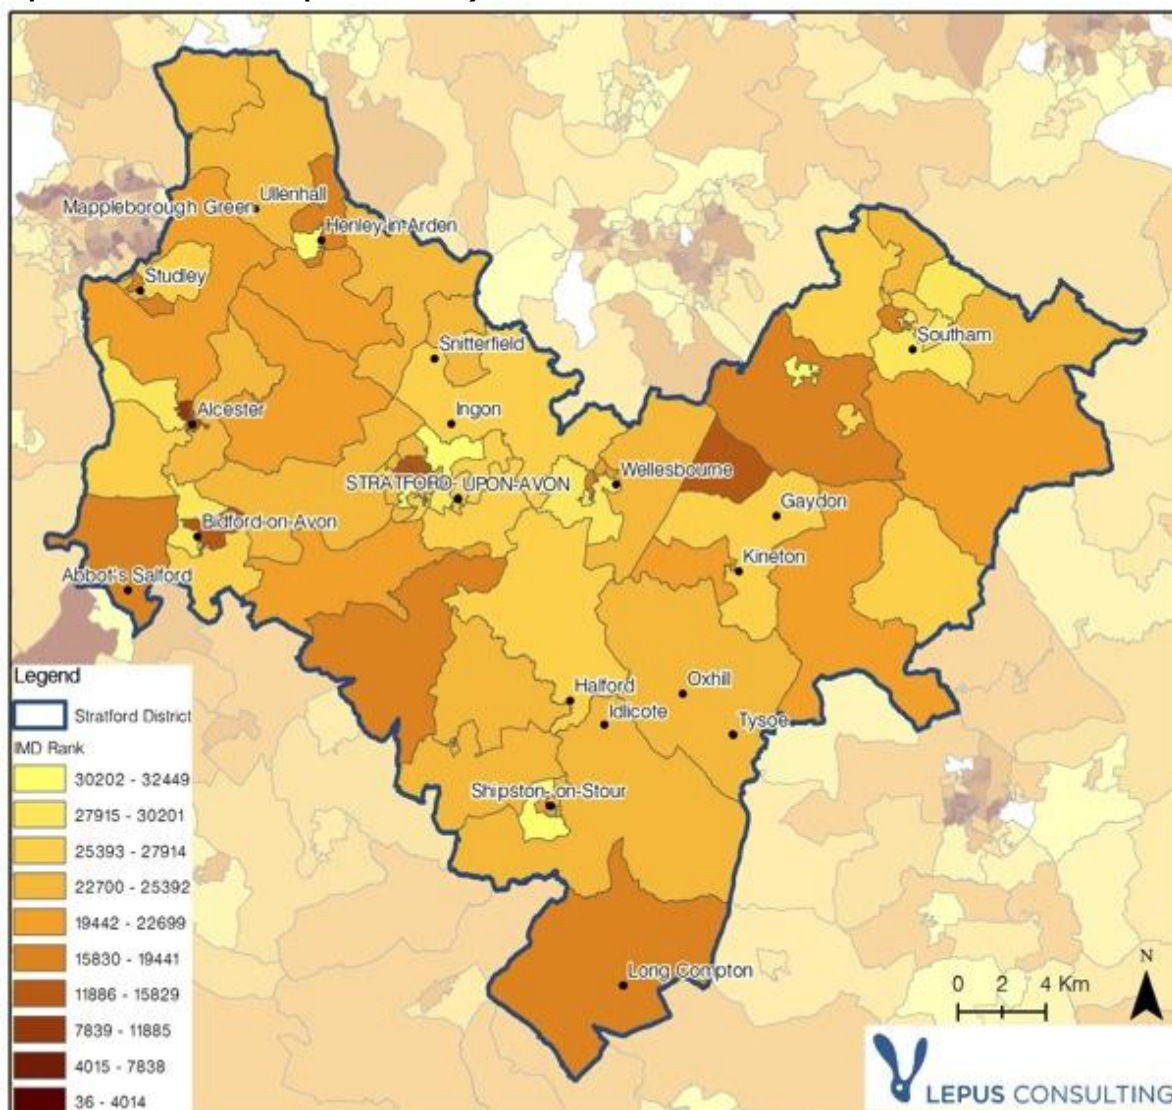 Ullenhall
Mappleborough Green
Henley-in-Arden
Studley
Southam
Snitterfield
Alcester
Ingon
Wellesbourne
STRATFORD-UPON-AVON
Gaydon
Bidford-on-Avon
Kineton
Abbot's Salford
Legend
Stratford District
IMD Rank
30202 - 32449
27915 - 30201
25393 - 27914
22700 - 25392
19442 - 22699
15830 - 19441
11886 - 15829
7839 - 11885
4015 - 7838
36 - 4014
Halford
Oxhill
Idlicote
Tysoe
Shipston-on-Stour
Long Compton
N
0 2 4 Km
LEPUS CONSULTING